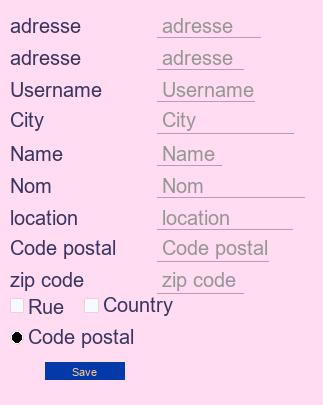 adresse adresse
adresse adresse
Username Username
City City
Name Name
Nom Nom
location location
Code postal Code postal
zip code zip code
Rue Country
Code postal
Save